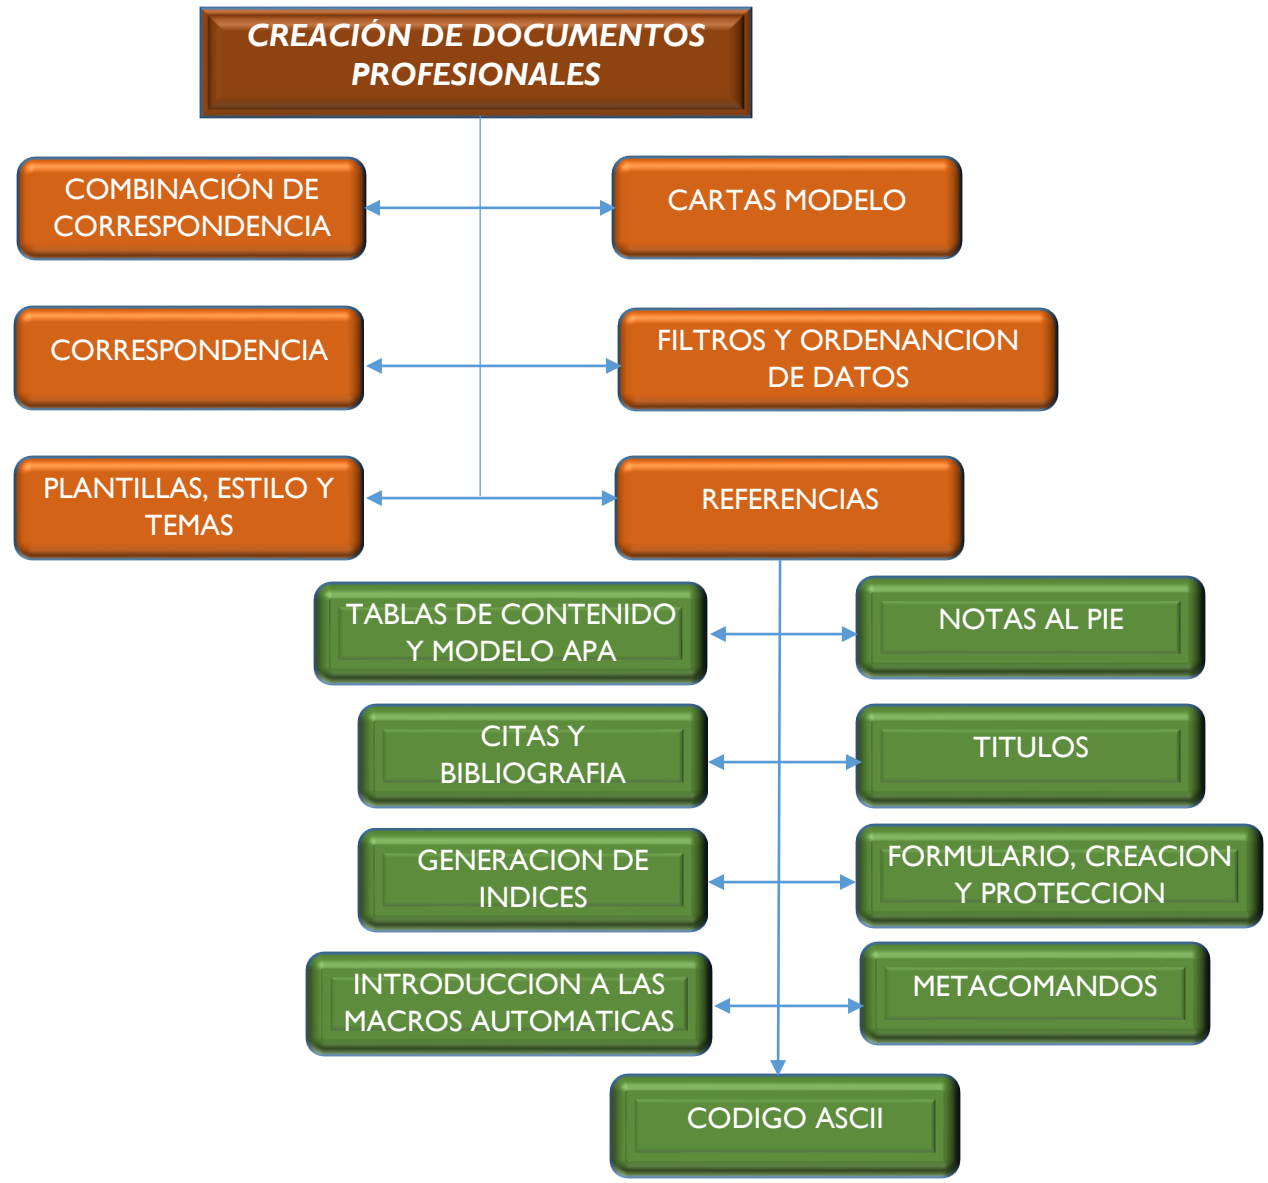 CREACIÓN DE DOCUMENTOS
PROFESIONALES
COMBINACIÓN DE
CORRESPONDENCIA
CARTAS MODELO
CORRESPONDENCIA
FILTROS Y ORDENANCION
DE DATOS
PLANTILLAS, ESTILO Y
TEMAS
REFERENCIAS
TABLAS DE CONTENIDO
Y MODELO APA
NOTAS AL PIE
CITAS Y
BIBLIOGRAFIA
TITULOS
GENERACION DE
INDICES
FORMULARIO, CREACION
Y PROTECCION
INTRODUCCION A LAS
MACROS AUTOMATICAS
METACOMANDOS
CODIGO ASCII